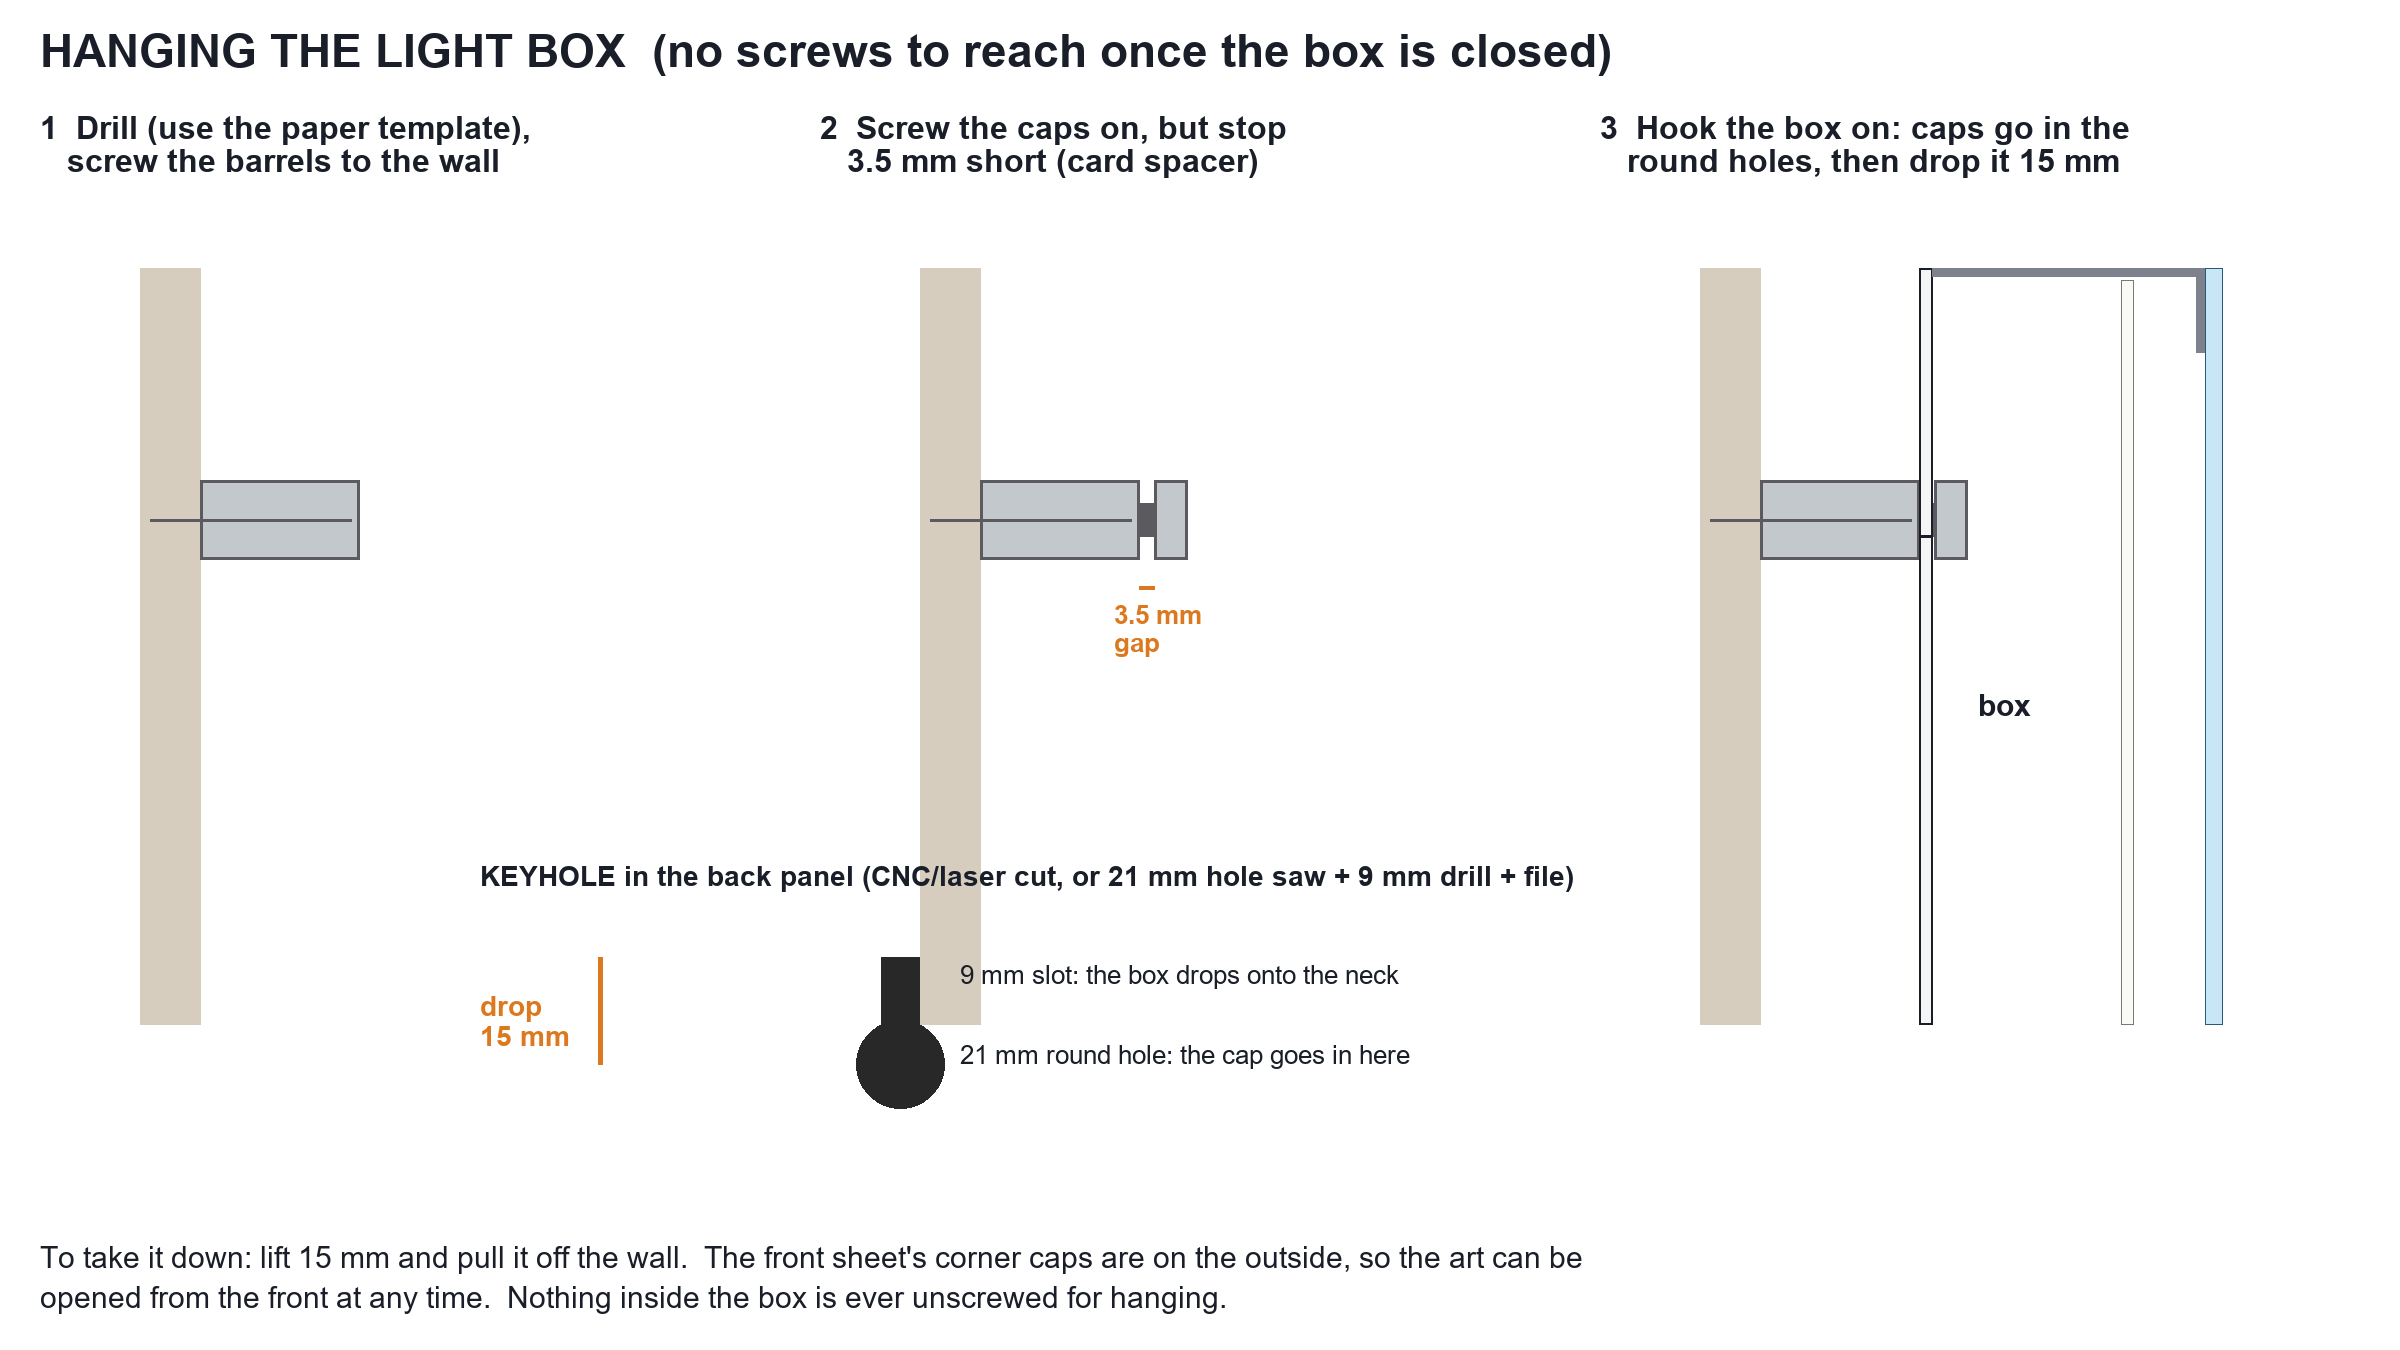 HANGING THE LIGHT BOX  (no screws to reach once the box is closed)
1  Drill (use the paper template),
screw the barrels to the wall
2  Screw the caps on, but stop
3.5 mm short (card spacer)
3  Hook the box on: caps go in the
round holes, then drop it 15 mm
3.5 mm
gap
box
KEYHOLE in the back panel (CNC/laser cut, or 21 mm hole saw + 9 mm drill + file)
9 mm slot: the box drops onto the neck
drop
15 mm
21 mm round hole: the cap goes in here
To take it down: lift 15 mm and pull it off the wall.  The front sheet's corner caps are on the outside, so the art can be
opened from the front at any time.  Nothing inside the box is ever unscrewed for hanging.